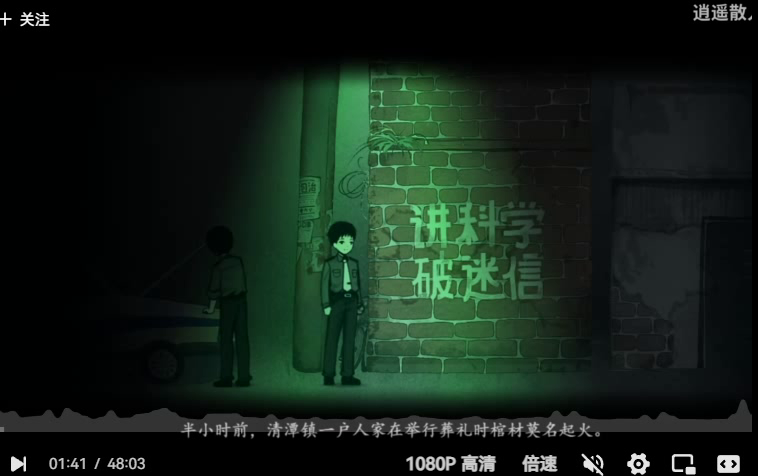 + 关注
逍遥散人
讲科学
破迷信
半小时前，清潭镇一户人家在举行葬礼时棺材莫名起火。
01:41 / 48:03
1080P 高清
倍速